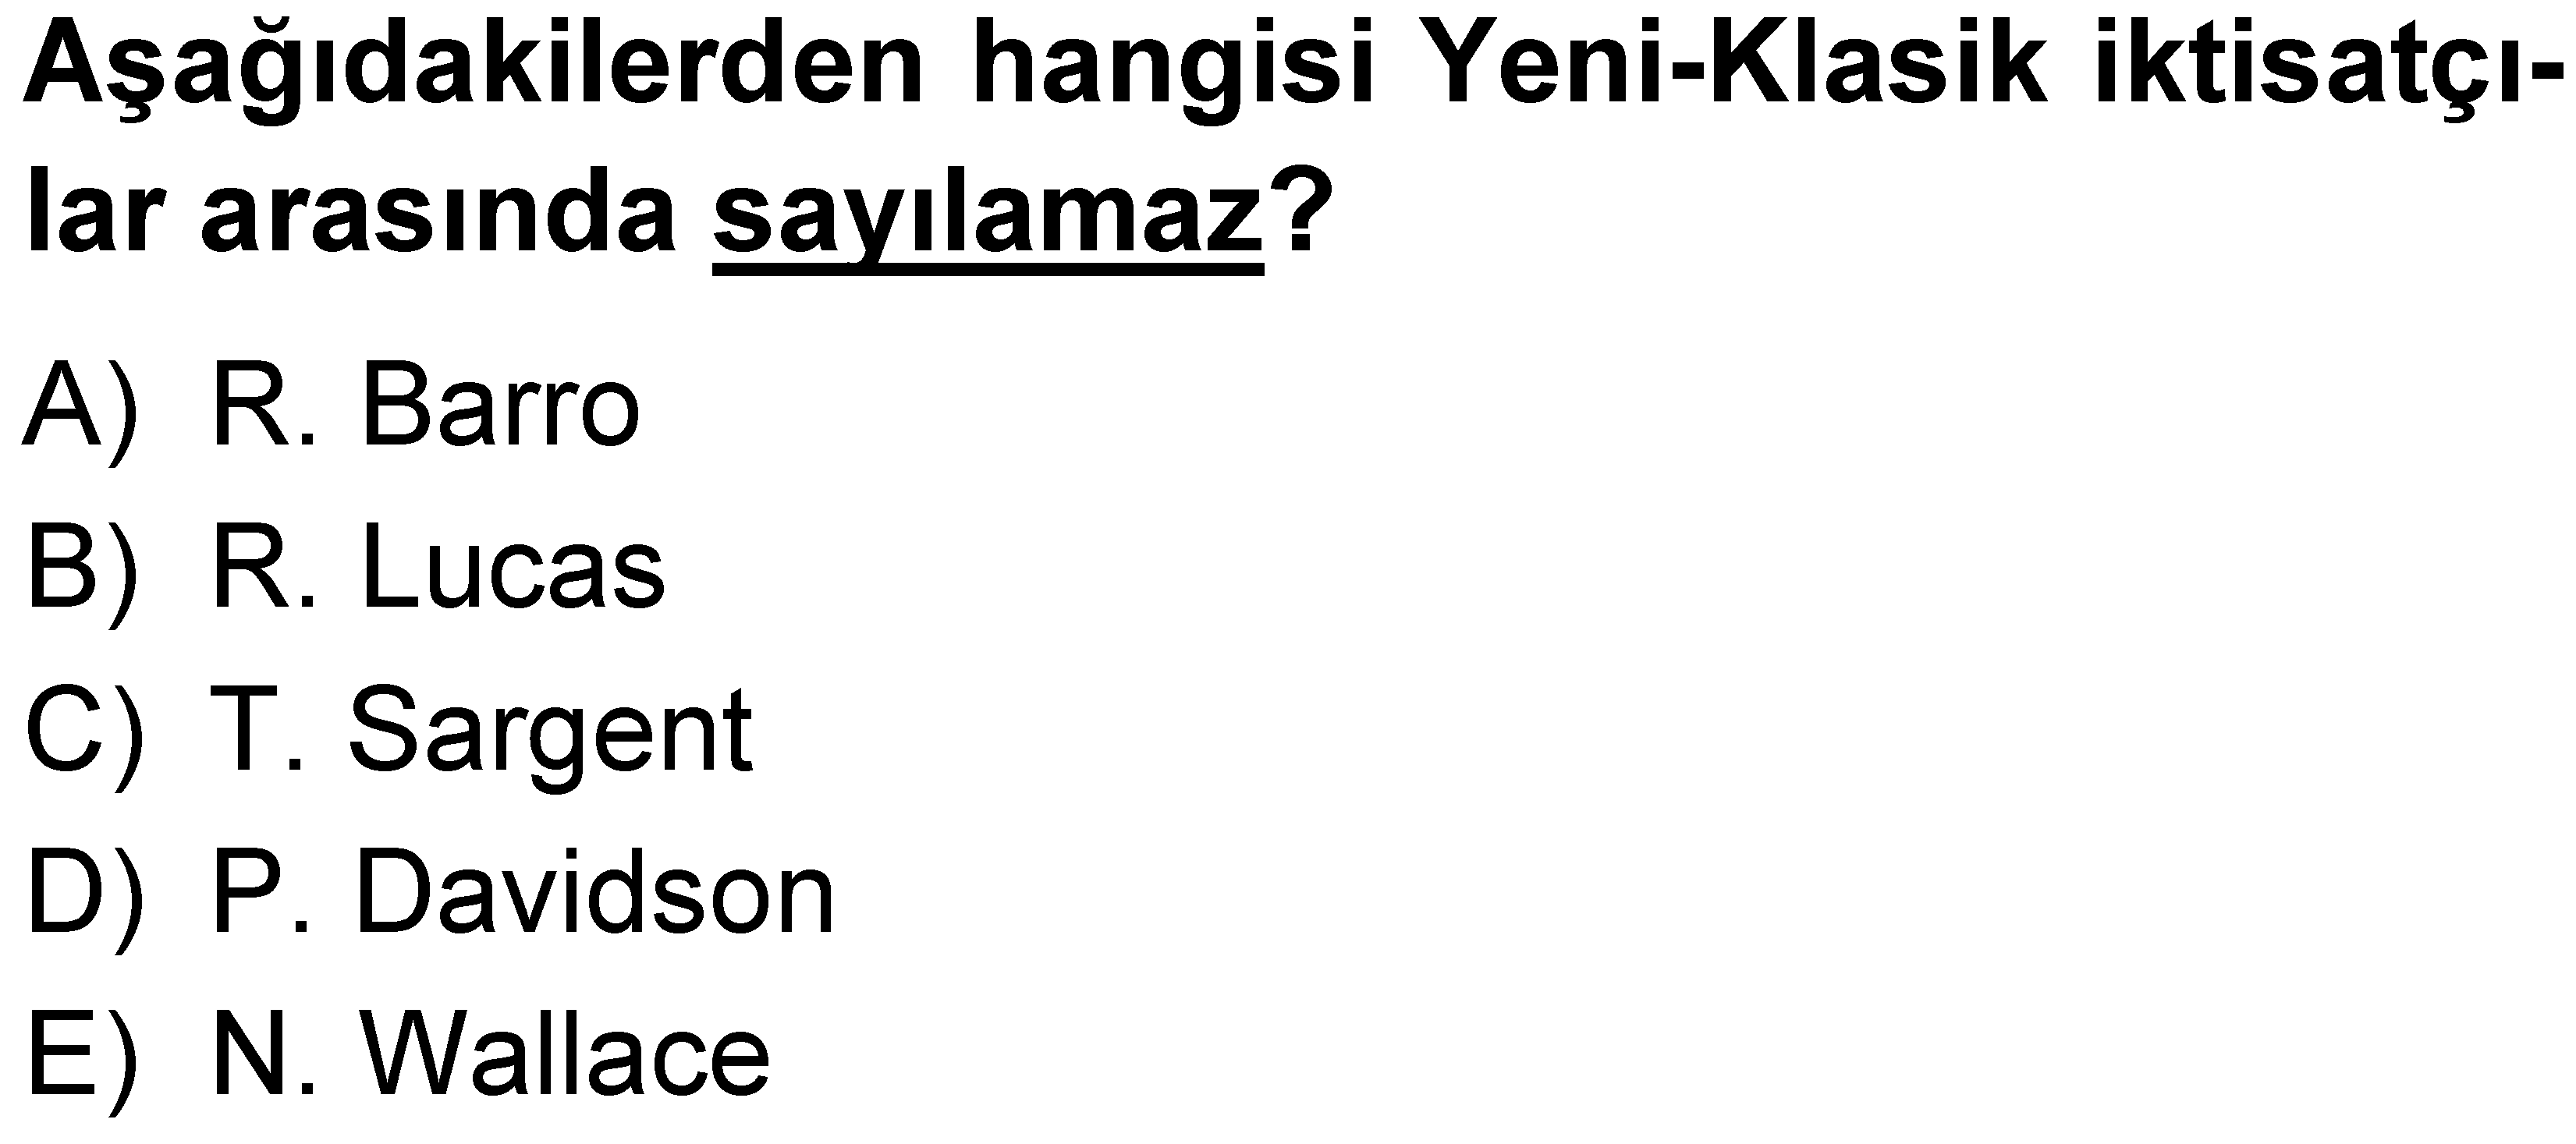 Aşağıdakilerden hangisi Yeni-Klasik iktisatçı-
lar arasında sayılamaz?
A) R. Barro
B) R. Lucas
C) T. Sargent
D) P. Davidson
E) N. Wallace